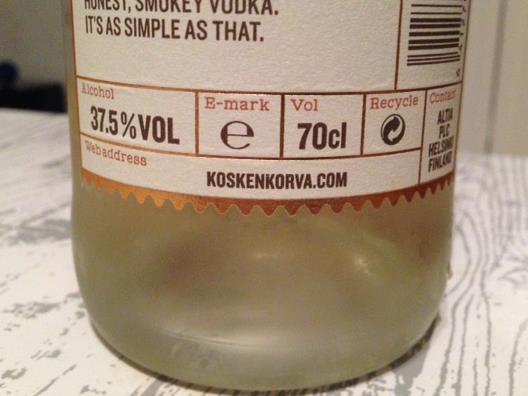 HONEST, SMOKEY VODKA.
IT'S AS SIMPLE AS THAT.
Alcohol
37.5%VOL
E-mark
℮
Vol
70cl
Recycle
Contact
ALTIA
PLC
HELSINKI
FINLAND
Webaddress
KOSKENKORVA.COM